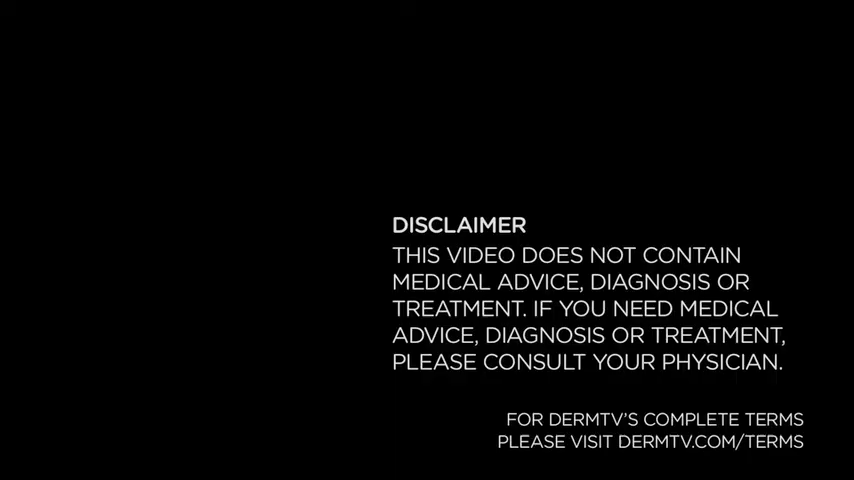 DISCLAIMER
THIS VIDEO DOES NOT CONTAIN
MEDICAL ADVICE, DIAGNOSIS OR
TREATMENT. IF YOU NEED MEDICAL
ADVICE, DIAGNOSIS OR TREATMENT,
PLEASE CONSULT YOUR PHYSICIAN.
FOR DERMTV'S COMPLETE TERMS
PLEASE VISIT DERMTV.COM/TERMS